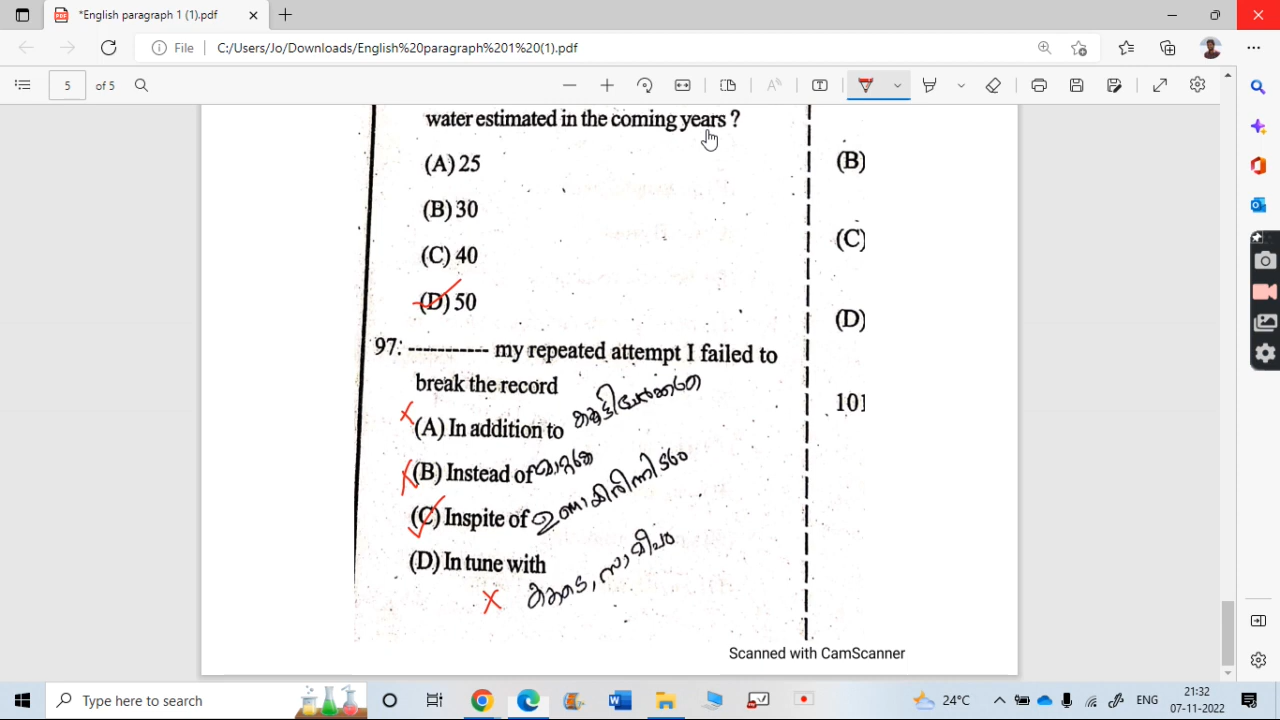 *English paragraph 1 (1).pdf
File C:/Users/Jo/Downloads/English%20paragraph%201%20(1).pdf
5 of 5
water estimated in the coming years ?
(A) 25
(B) 30
(C) 40
(D) 50
97: ----------- my repeated attempt I failed to
break the record
(A) In addition to
(B) Instead of
(C) Inspite of
(D) In tune with
(B)
(C)
(D)
101
Scanned with CamScanner
Type here to search
24°C
ENG
21:32
07-11-2022